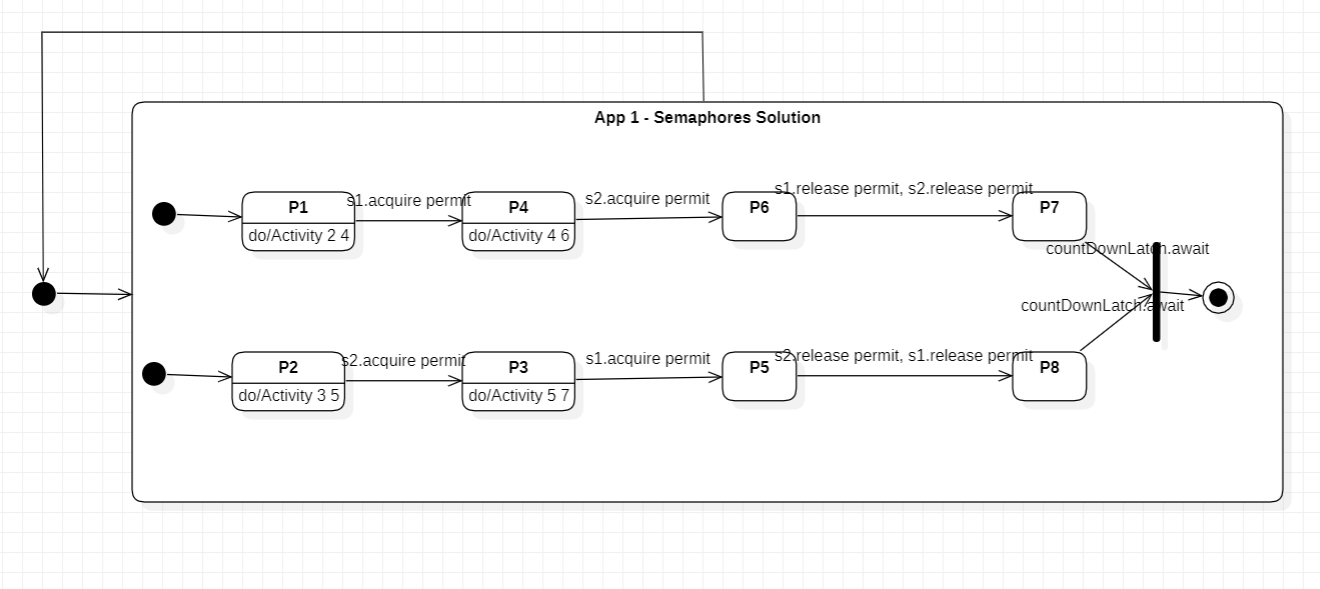 App 1 - Semaphores Solution
s1.acquire permit
s2.acquire permit
s1.release permit, s2.release permit
P1
P4
P6
P7
do/Activity 2 4
do/Activity 4 6
countDownLatch.await
countDownLatch.await
s2.acquire permit
s1.acquire permit
s2.release permit, s1.release permit
P2
P3
P5
P8
do/Activity 3 5
do/Activity 5 7